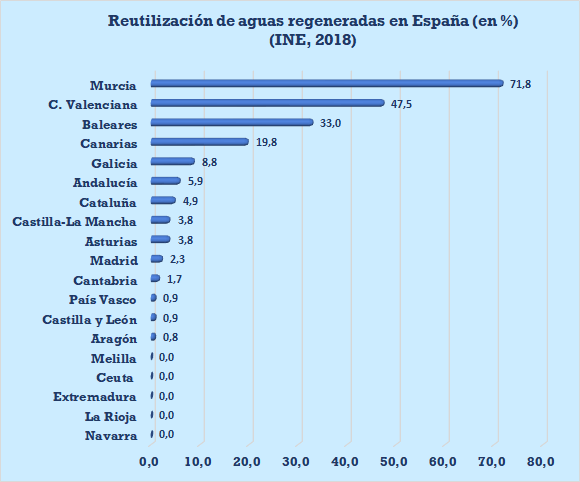 Reutilización de aguas regeneradas en España (en %)
(INE, 2018)
Murcia 71,8
C. Valenciana 47,5
Baleares 33,0
Canarias 19,8
Galicia 8,8
Andalucía 5,9
Cataluña 4,9
Castilla-La Mancha 3,8
Asturias 3,8
Madrid 2,3
Cantabria 1,7
País Vasco 0,9
Castilla y León 0,9
Aragón 0,8
Melilla 0,0
Ceuta 0,0
Extremadura 0,0
La Rioja 0,0
Navarra 0,0
0,0 10,0 20,0 30,0 40,0 50,0 60,0 70,0 80,0